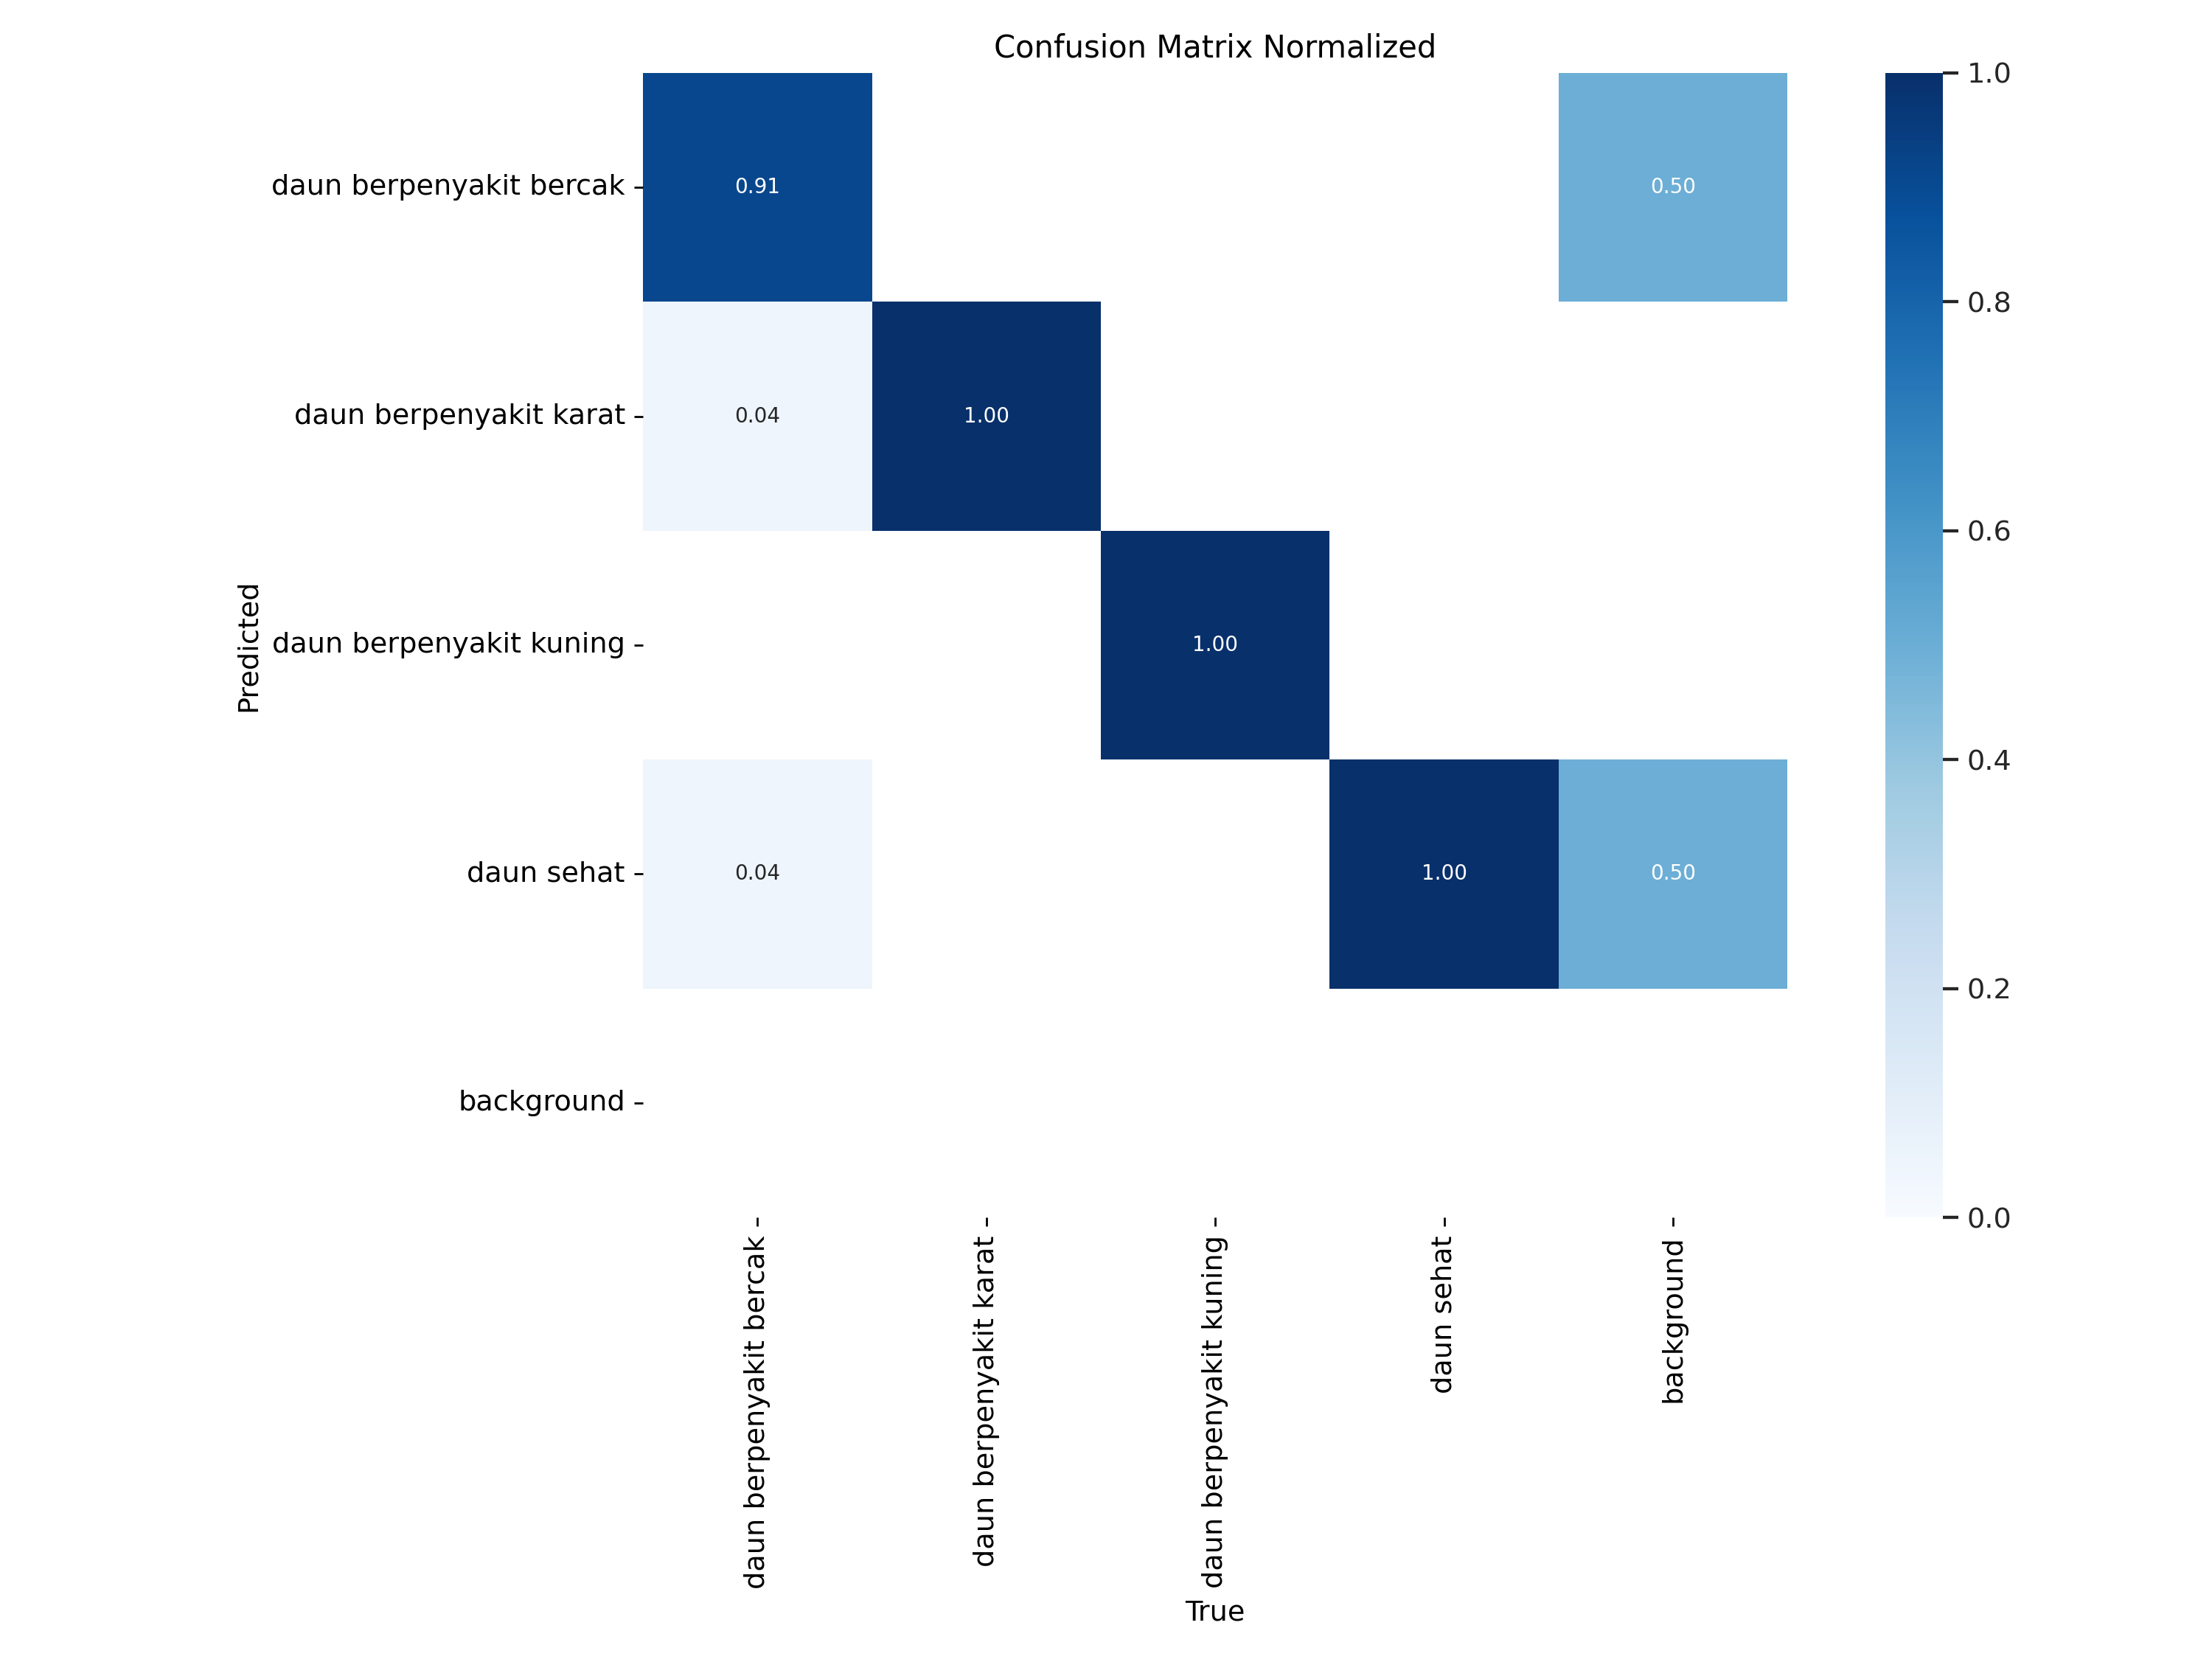 Confusion Matrix Normalized
daun berpenyakit bercak
0.91
0.50
daun berpenyakit karat
0.04
1.00
daun berpenyakit kuning
1.00
daun sehat
0.04
1.00
0.50
background
Predicted
daun berpenyakit bercak
daun berpenyakit karat
daun berpenyakit kuning
daun sehat
background
True
1.0
0.8
0.6
0.4
0.2
0.0